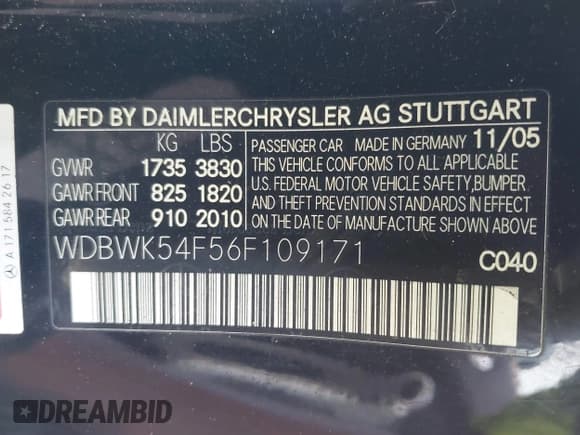 MFD BY DAIMLERCHRYSLER AG STUTTGART
KG LBS
GVWR 1735 3830
GAWR FRONT 825 1820
GAWR REAR 910 2010
PASSENGER CAR MADE IN GERMANY 11/05
THIS VEHICLE CONFORMS TO ALL APPLICABLE
U.S. FEDERAL MOTOR VEHICLE SAFETY,BUMPER
AND THEFT PREVENTION STANDARDS IN EFFECT
ON THE DATE OF MANUFACTURE SHOWN ABOVE.
WDBWK54F56F109171
C040
A 171 584 26 17
DREAMBID